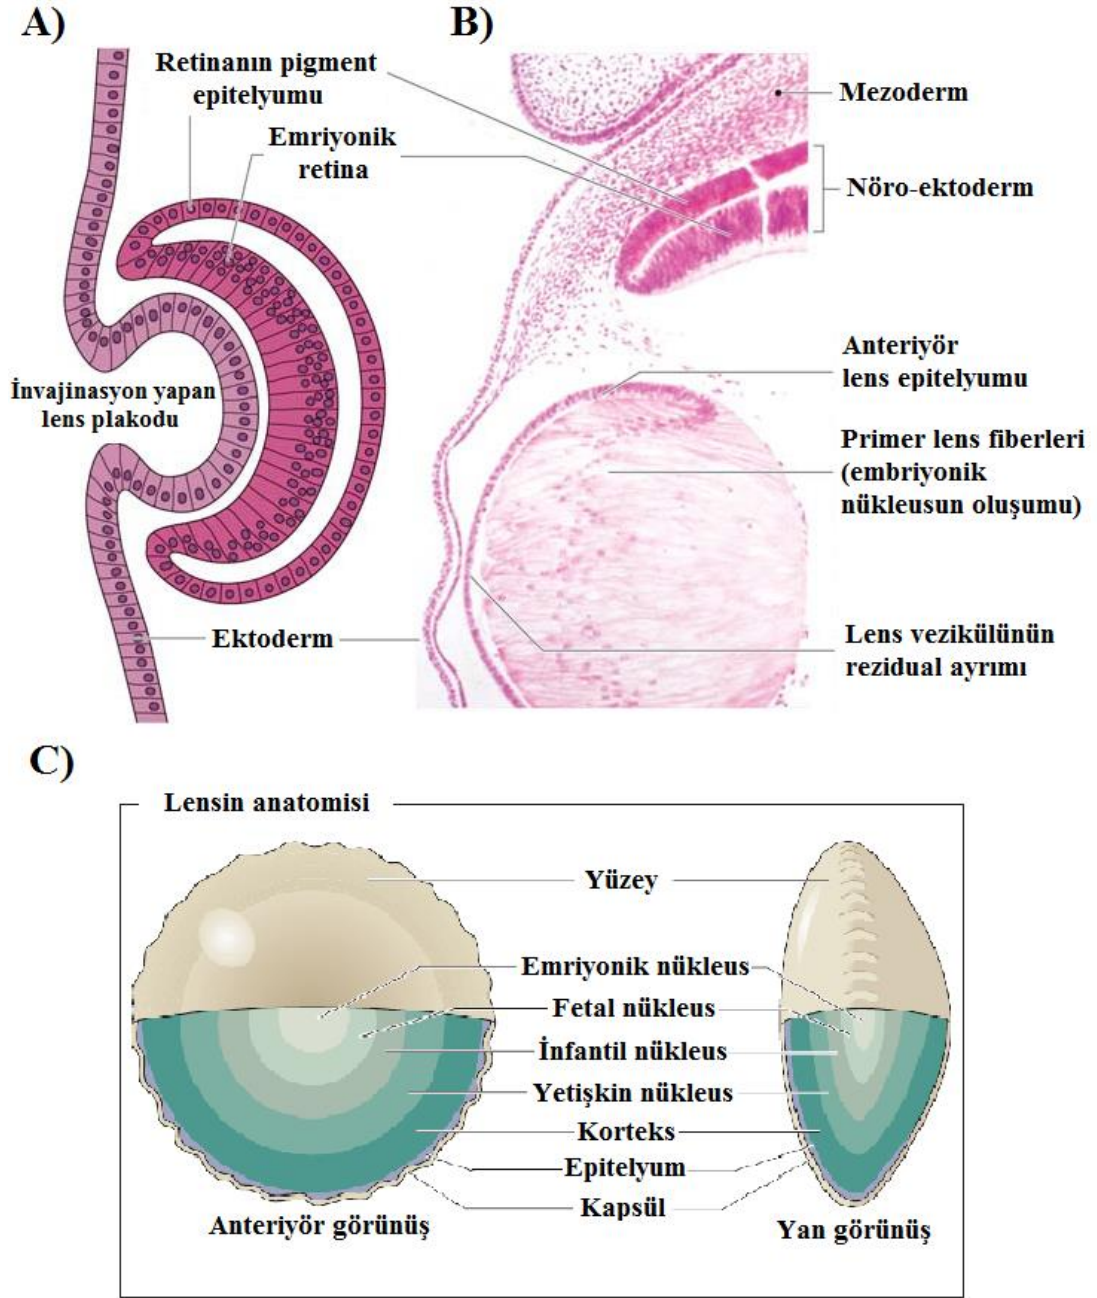 A)
B)
Retinanın pigment
epitelyumu
Emriyonik
retina
Mezoderm
Nöro-ektoderm
İnvajinasyon yapan
lens plakodu
Anteriyör
lens epitelyumu
Primer lens fiberleri
(embriyonik
nükleusun oluşumu)
Ektoderm
Lens vezikülünün
rezidual ayrımı
C)
Lensin anatomisi
Yüzey
Emriyonik nükleus
Fetal nükleus
İnfantil nükleus
Yetişkin nükleus
Korteks
Epitelyum
Kapsül
Anteriyör görünüş
Yan görünüş